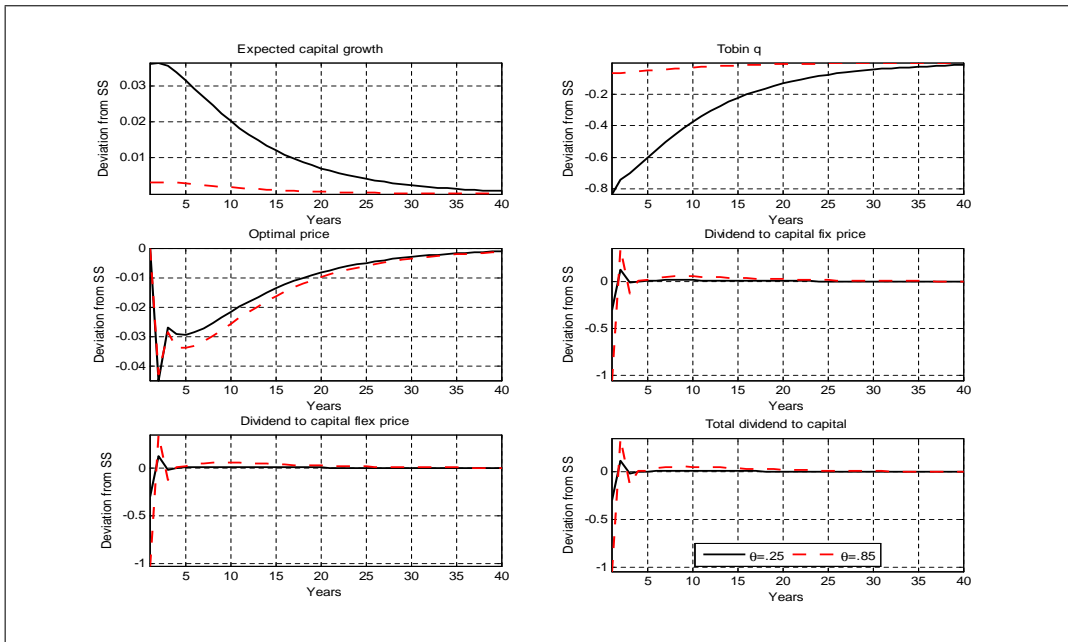 Expected capital growth
Deviation from SS
0.03
0.02
0.01
5 10 15 20 25 30 35 40
Years
Tobin q
Deviation from SS
-0.2
-0.4
-0.6
-0.8
5 10 15 20 25 30 35 40
Years
Optimal price
Deviation from SS
0
-0.01
-0.02
-0.03
-0.04
5 10 15 20 25 30 35 40
Years
Dividend to capital fix price
Deviation from SS
0
-0.5
-1
5 10 15 20 25 30 35 40
Years
Dividend to capital flex price
Deviation from SS
0
-0.5
-1
5 10 15 20 25 30 35 40
Years
Total dividend to capital
Deviation from SS
0
-0.5
-1
θ=.25 θ=.85
5 10 15 20 25 30 35 40
Years